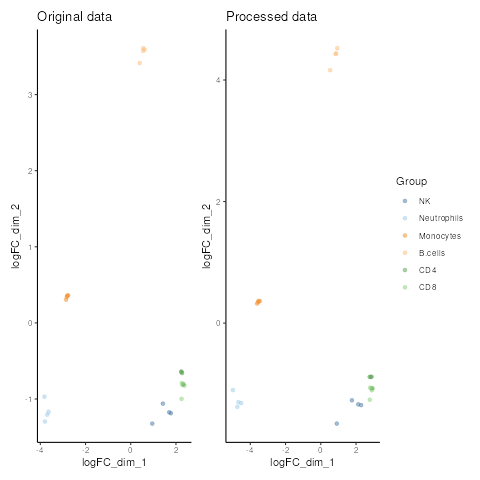 Original data
Processed data
3
2
1
0
-1
4
2
0
-4
-2
0
2
-4
-2
0
2
logFC_dim_1
logFC_dim_1
logFC_dim_2
logFC_dim_2
Group
NK
Neutrophils
Monocytes
B.cells
CD4
CD8